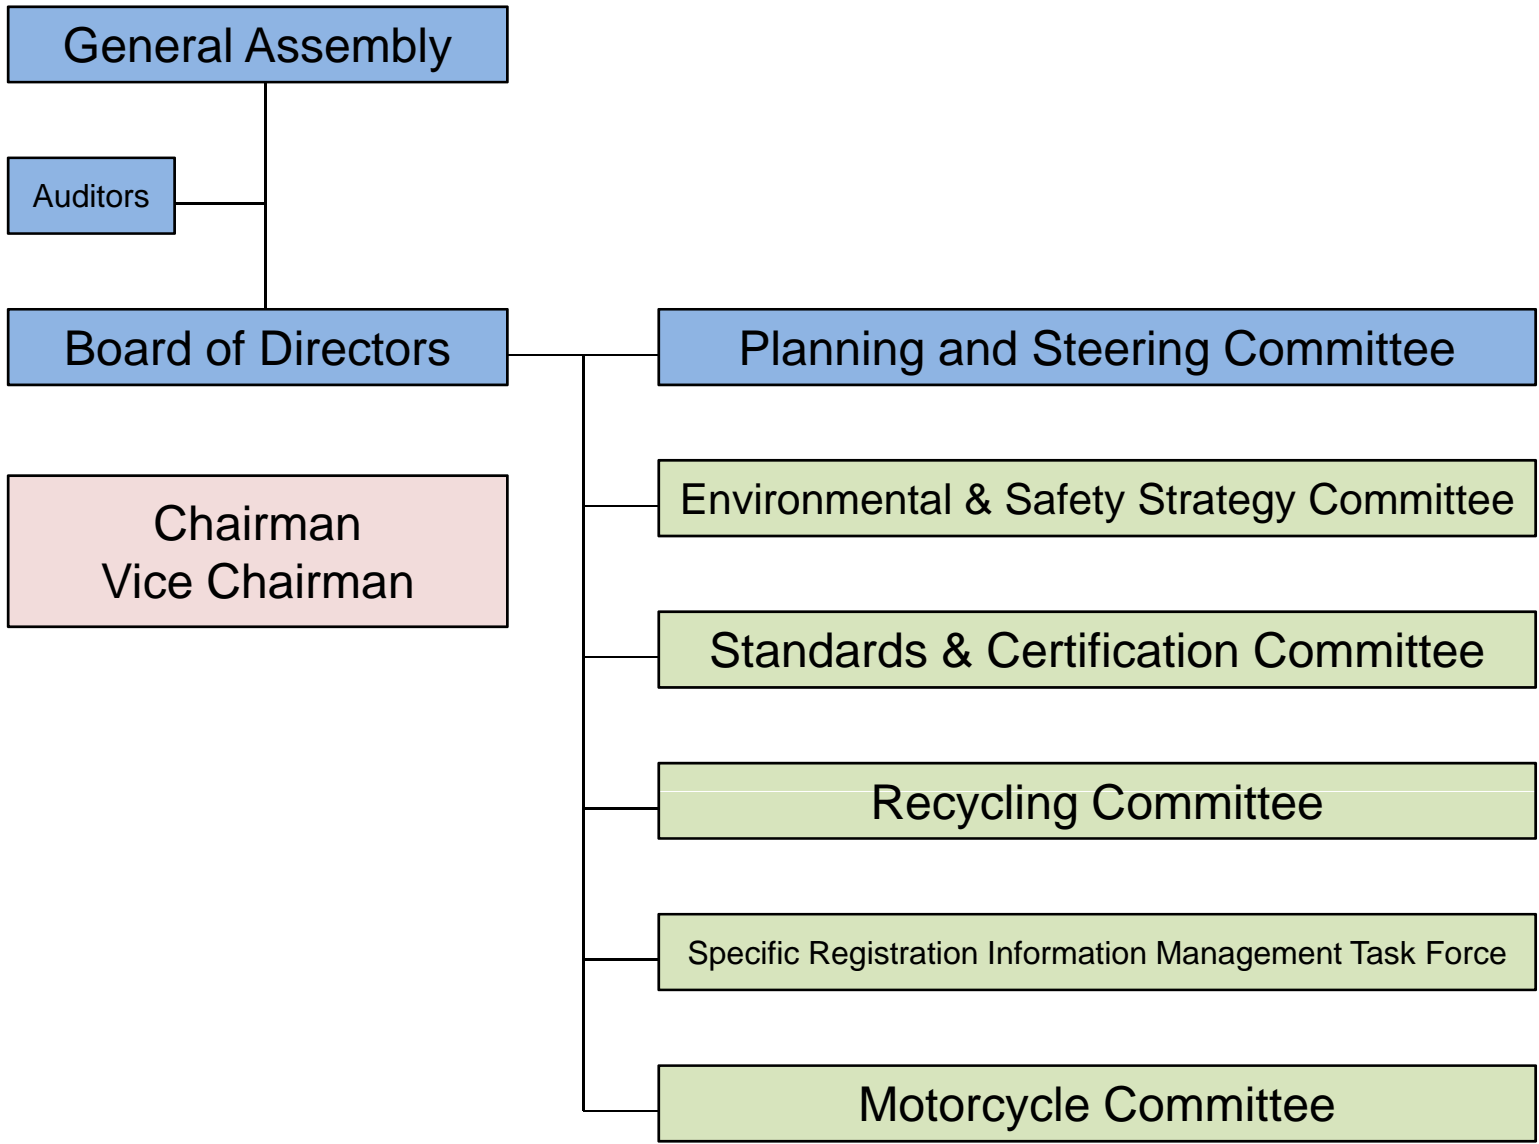 General Assembly
Auditors
Board of Directors
Planning and Steering Committee
Chairman
Vice Chairman
Environmental & Safety Strategy Committee
Standards & Certification Committee
Recycling Committee
Specific Registration Information Management Task Force
Motorcycle Committee